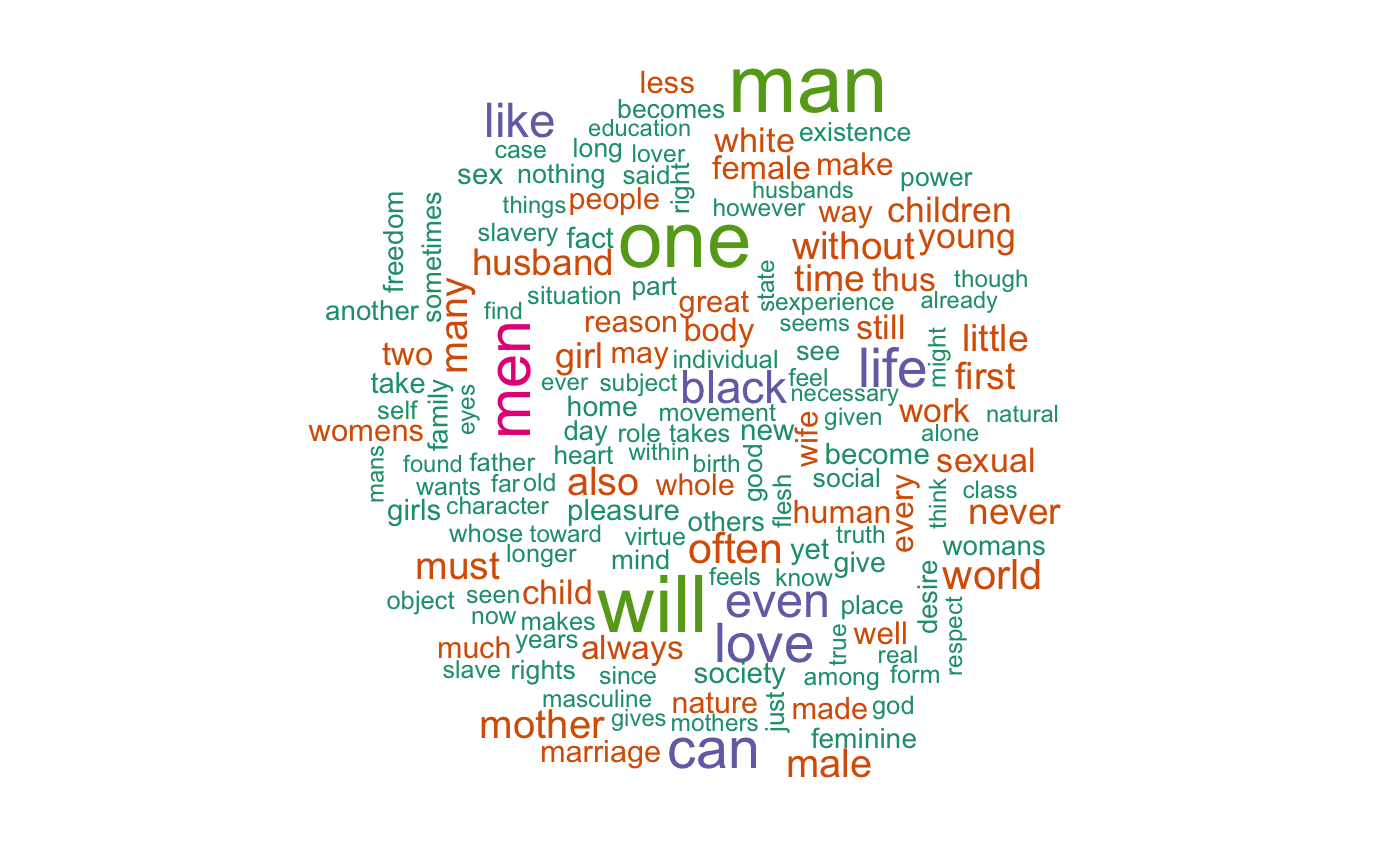 less man
becomes
like education white existence
case long lover female make
sex nothing said right husbands power
things people however way children
freedom sometimes slavery fact one without young
husband time thus though
another many find situation part great state experience already
men reason body seems still little
two girl may individual see life might first
take ever subject black feel necessary
self family eyes home movement wife given work natural
womens day role takes new alone
mans found father heart within birth good become sexual
wants far old also whole flesh social every think class
girls character pleasure others human never
whose toward virtue often yet truth womans
must longer mind give
object seen child will feels know desire world
now makes even place respect
much years always love true well
slave rights since society real
among form
masculine nature just made god
mother gives mothers feminine
marriage can male